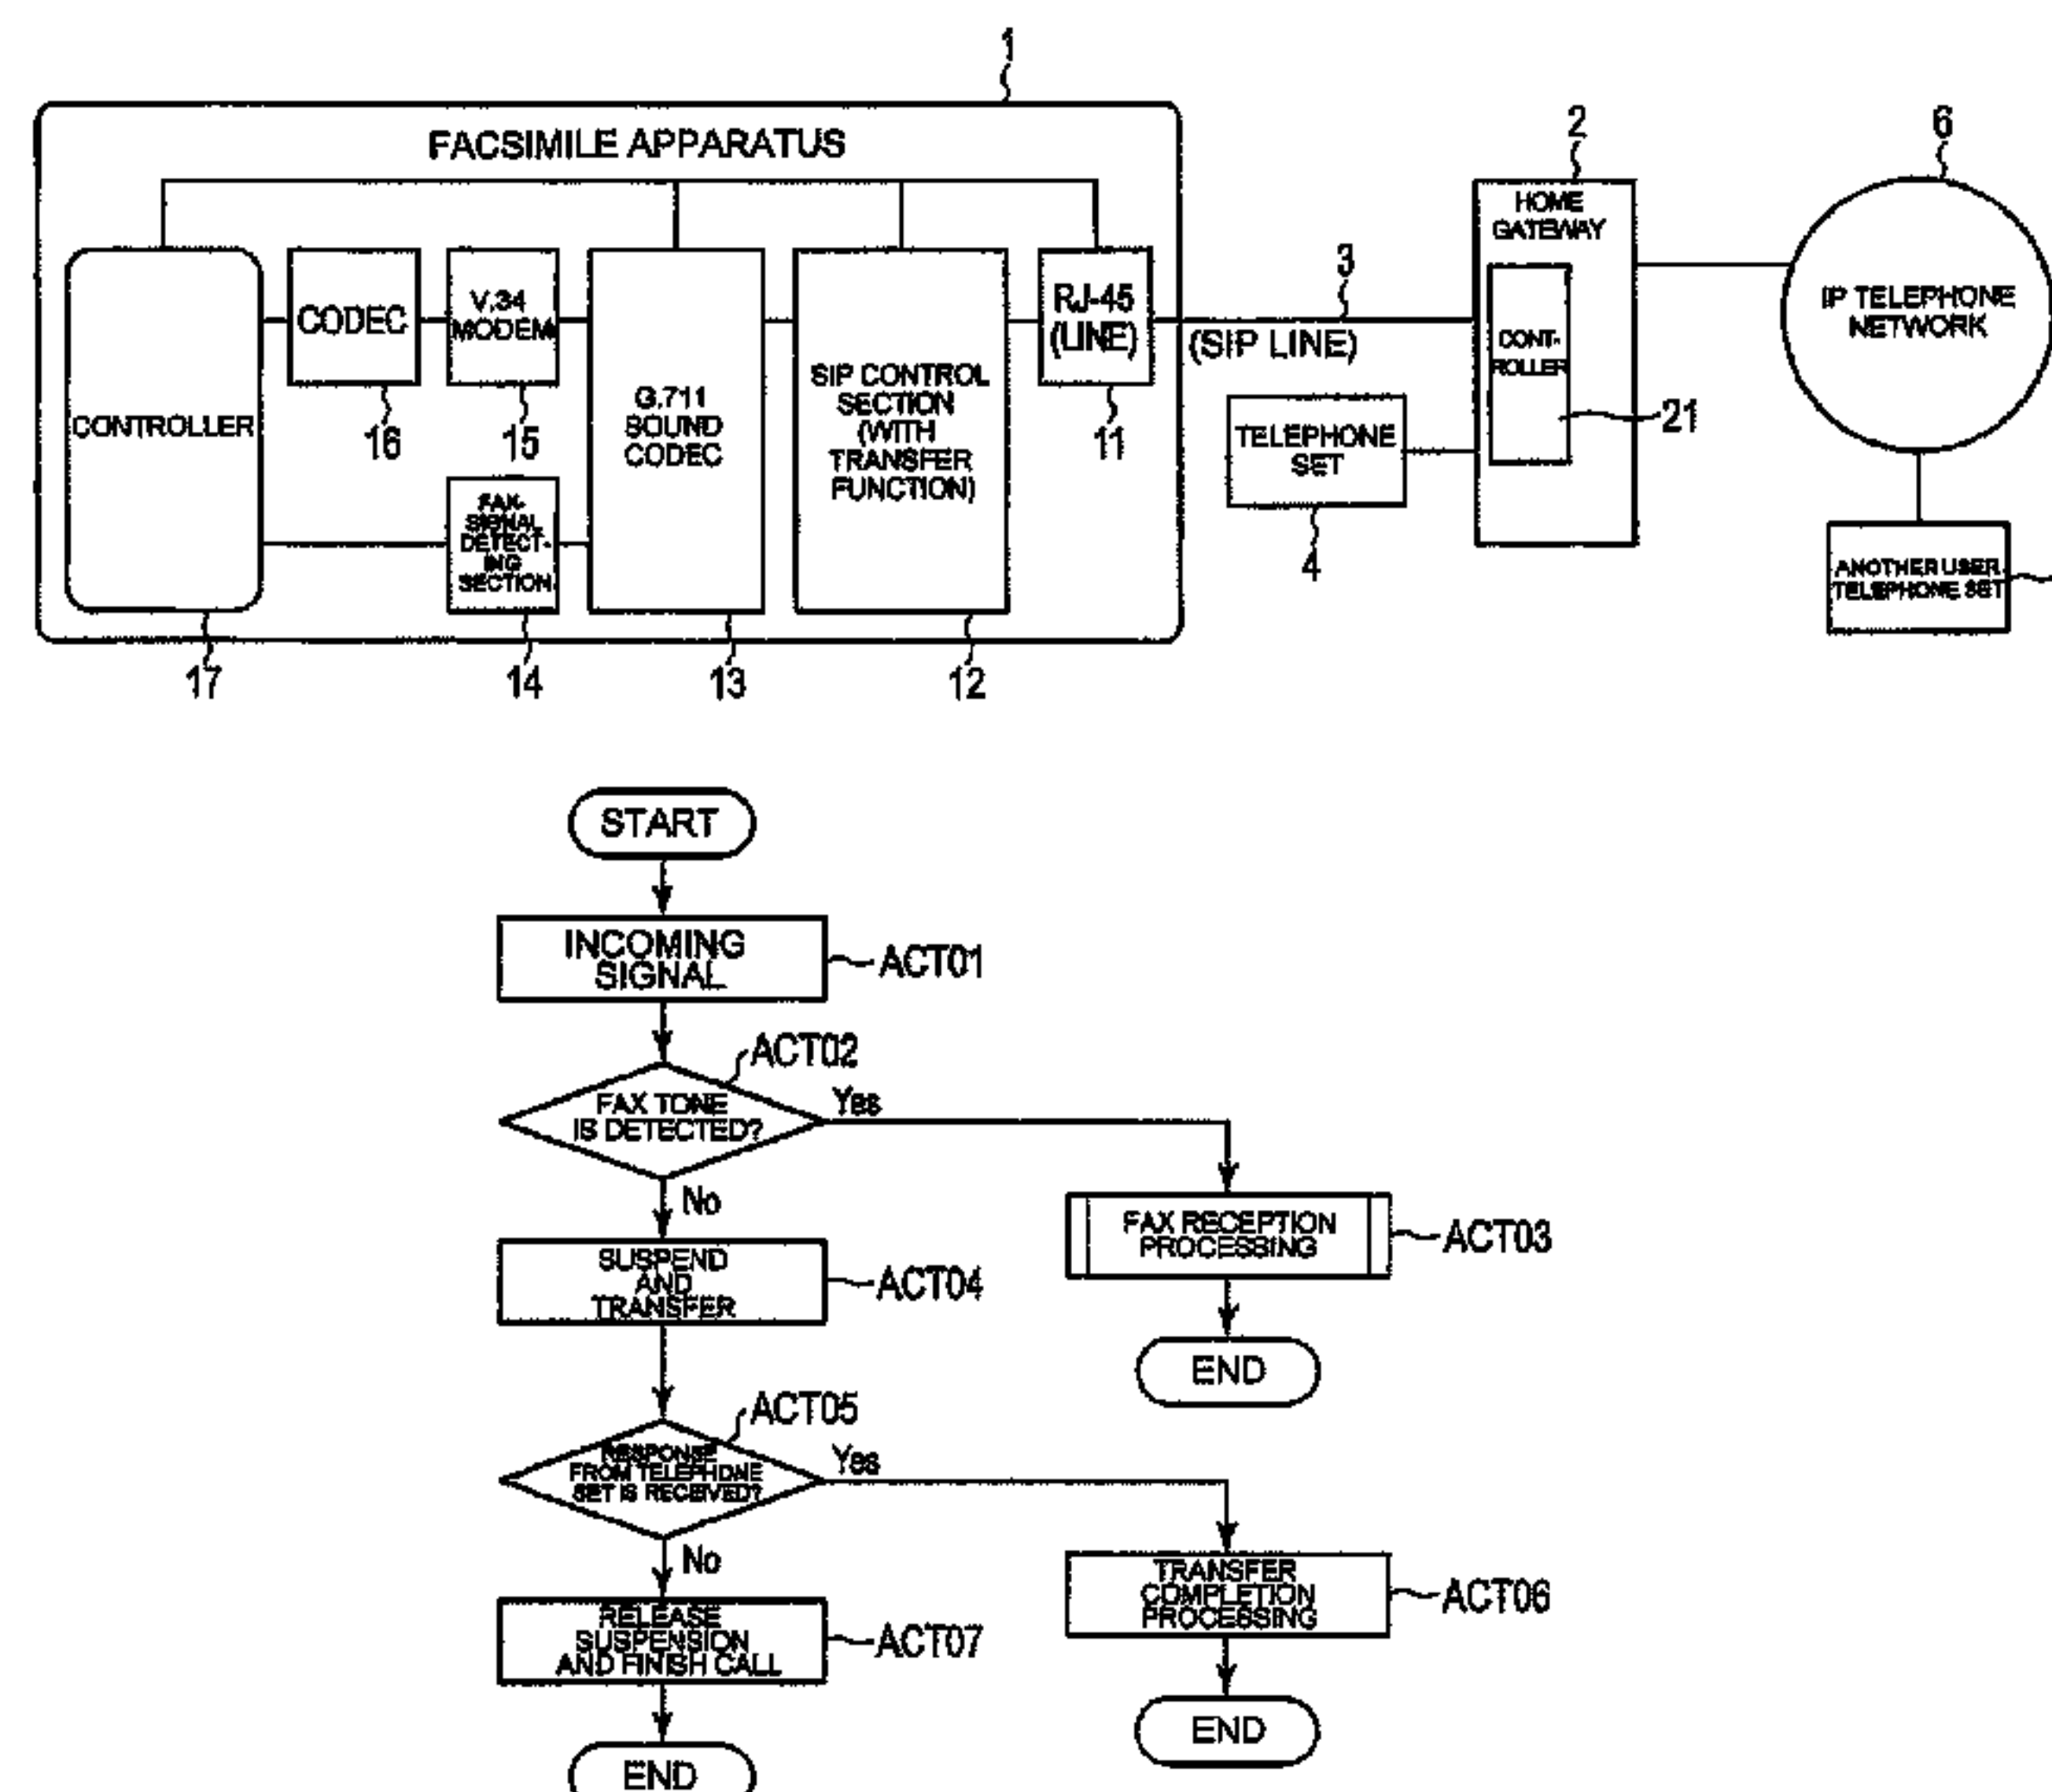 1
FACSIMILE APPARATUS
2
6
HOME
GATEWAY
CODEC
V.34
MODEM
RJ-45
(LINE)
3
(SIP LINE)
IP TELEPHONE
NETWORK
CONT-
ROLLER
21
CONTROLLER
16
15
G.711
SOUND
CODEC
SIP CONTROL
SECTION
(WITH
TRANSFER
FUNCTION)
11
TELEPHONE
SET
4
FAX-
SIGNAL
DETECT-
ING
SECTION
ANOTHER USER
TELEPHONE SET
17
14
13
12
START
INCOMING
SIGNAL
ACT01
ACT02
FAX TONE
IS DETECTED?
Yes
No
FAX RECEPTION
PROCESSING
ACT03
SUSPEND
AND
TRANSFER
ACT04
END
ACT05
RESPONSE
FROM TELEPHONE
SET IS RECEIVED?
Yes
No
TRANSFER
COMPLETION
PROCESSING
ACT06
RELEASE
SUSPENSION
AND FINISH CALL
ACT07
END
END